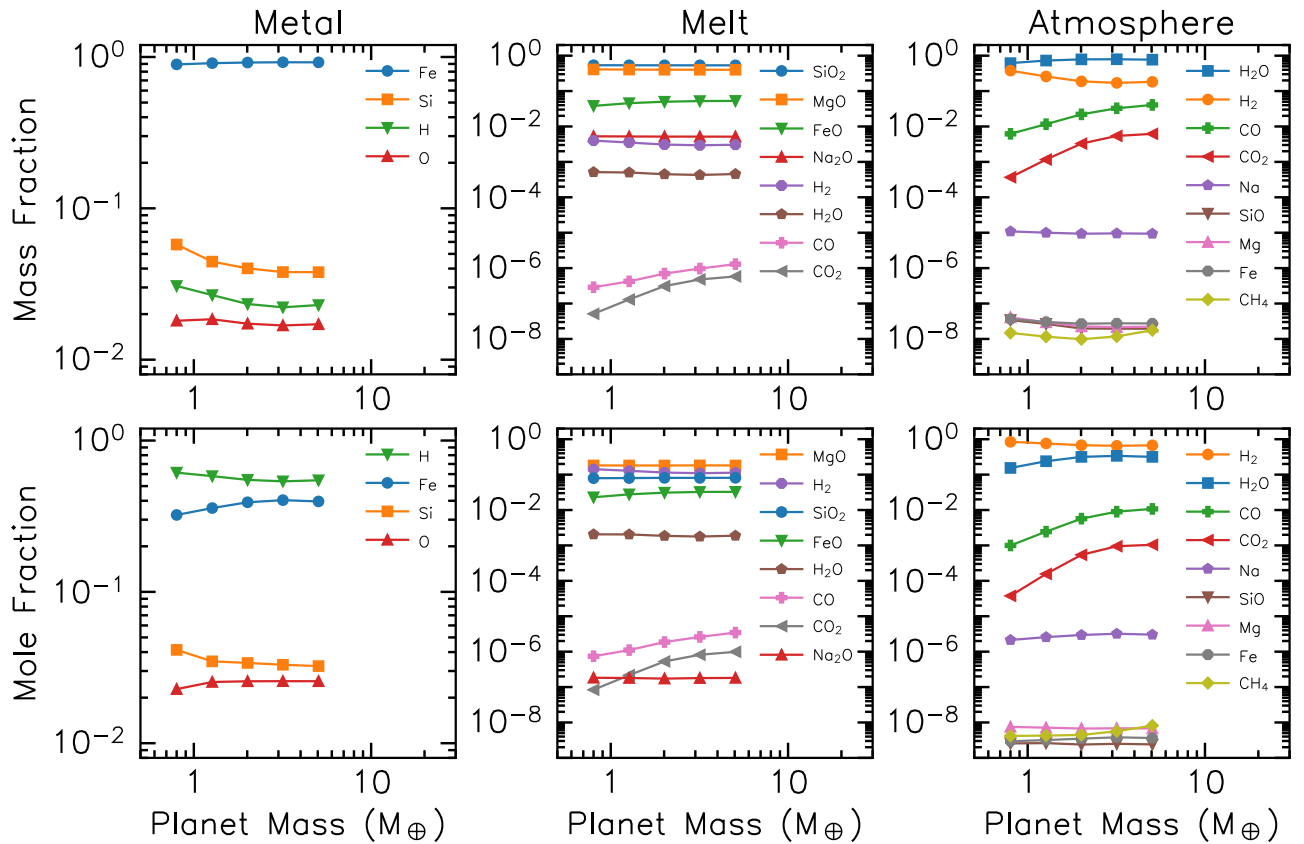 Metal
Melt
Atmosphere
Mass Fraction
10⁰
10⁻¹
10⁻²
1
10
Fe
Si
H
O
10⁰
10⁻²
10⁻⁴
10⁻⁶
10⁻⁸
1
10
SiO₂
MgO
FeO
Na₂O
H₂
H₂O
CO
CO₂
10⁰
10⁻²
10⁻⁴
10⁻⁶
10⁻⁸
1
10
H₂O
H₂
CO
CO₂
Na
SiO
Mg
Fe
CH₄
Mole Fraction
10⁰
10⁻¹
10⁻²
1
10
H
Fe
Si
O
Planet Mass (M⊕)
10⁰
10⁻²
10⁻⁴
10⁻⁶
10⁻⁸
1
10
MgO
H₂
SiO₂
FeO
H₂O
CO
CO₂
Na₂O
Planet Mass (M⊕)
10⁰
10⁻²
10⁻⁴
10⁻�6
10⁻⁸
1
10
H₂
H₂O
CO
CO₂
Na
SiO
Mg
Fe
CH₄
Planet Mass (M⊕)